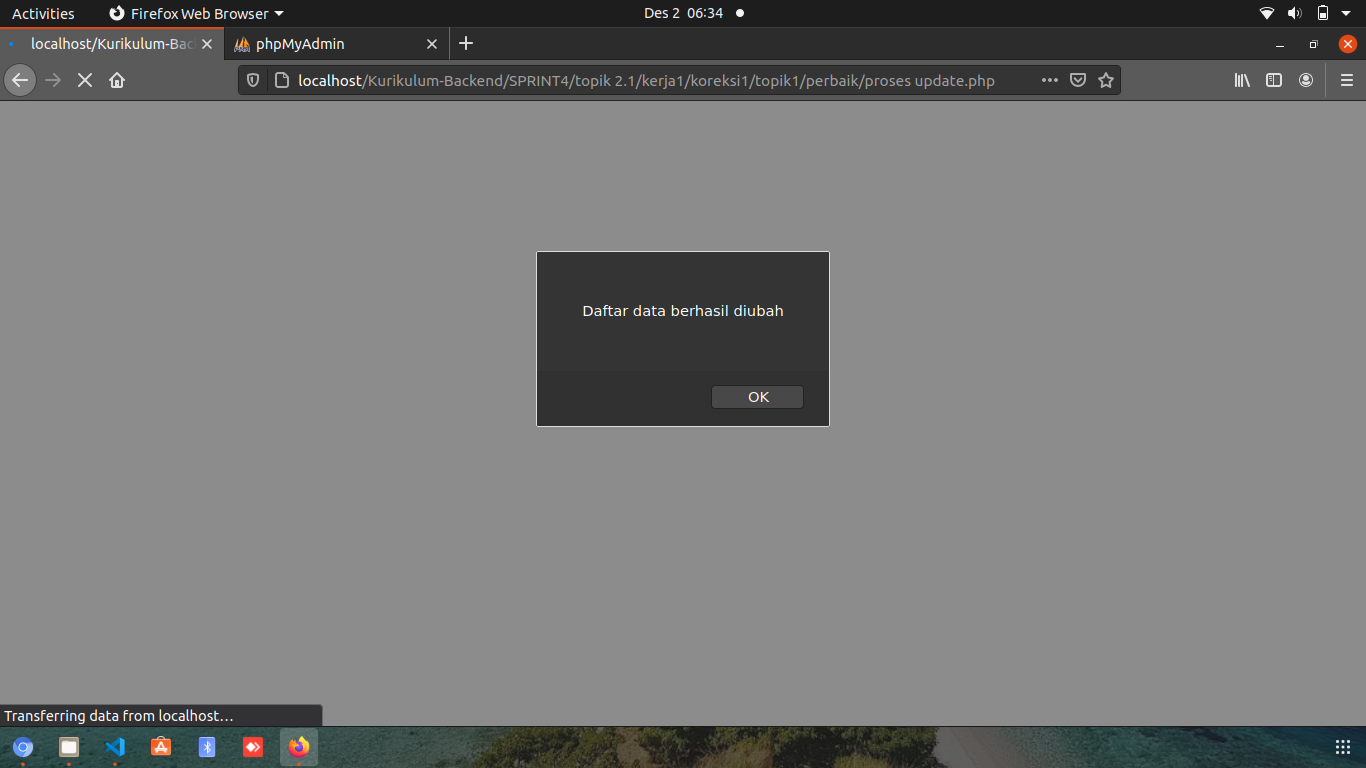 Activities
Firefox Web Browser
Des 2 06:34
localhost/Kurikulum-Bac
phpMyAdmin
localhost/Kurikulum-Backend/SPRINT4/topik 2.1/kerja1/koreksi1/topik1/perbaik/proses update.php
Daftar data berhasil diubah
OK
Transferring data from localhost…